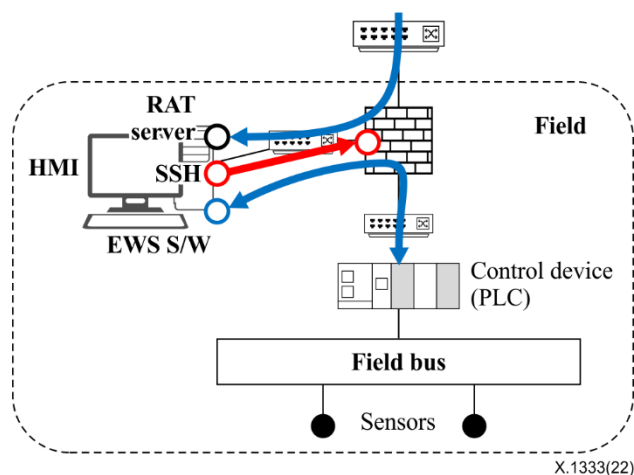 RAT
server
Field
HMI
SSH
EWS S/W
Control device
(PLC)
Field bus
Sensors
X.1333(22)